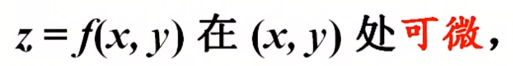 z = f(x, y) 在 (x, y) 处可微，